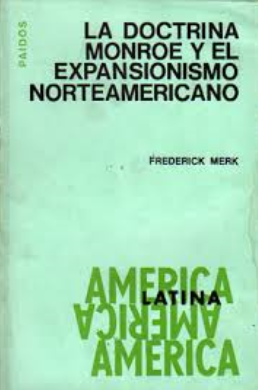 PAIDOS
LA DOCTRINA
MONROE Y EL
EXPANSIONISMO
NORTEAMERICANO
FREDERICK MERK
AMERICA
LATINA
AMERICA
AMERICA